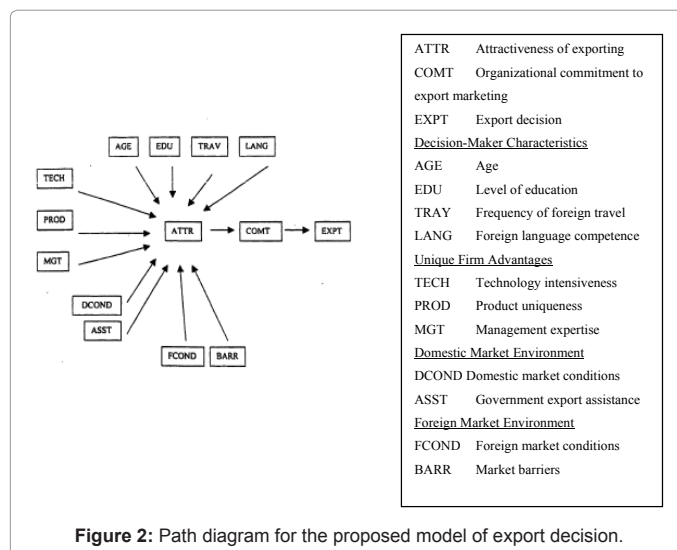 AGE EDU TRAV LANG
TECH
PROD
ATTR COMT EXPT
MGT
DCOND
ASST
FCOND BARR
ATTR Attractiveness of exporting
COMT Organizational commitment to
export marketing
EXPT Export decision
Decision-Maker Characteristics
AGE Age
EDU Level of education
TRAY Frequency of foreign travel
LANG Foreign language competence
Unique Firm Advantages
TECH Technology intensiveness
PROD Product uniqueness
MGT Management expertise
Domestic Market Environment
DCOND Domestic market conditions
ASST Government export assistance
Foreign Market Environment
FCOND Foreign market conditions
BARR Market barriers
Figure 2: Path diagram for the proposed model of export decision.